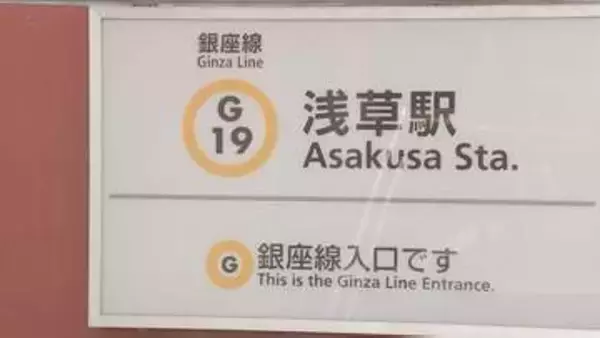 銀座線
Ginza Line
G
19
浅草駅
Asakusa Sta.
G
銀座線入口です
This is the Ginza Line Entrance.